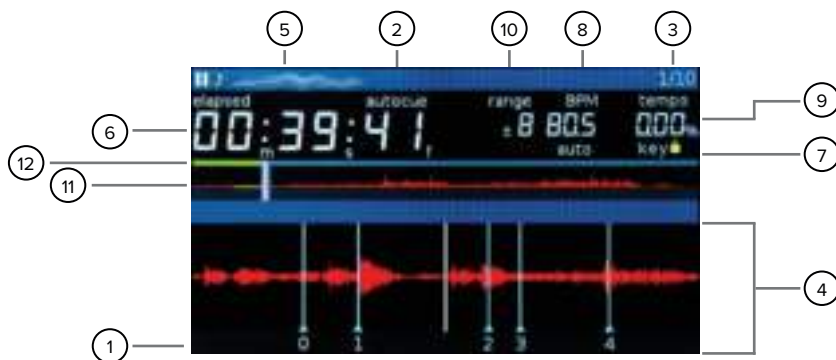 5 2 10 8 3
1/10
elapsed autocue range BPM tempo
9
6 00:39:41 ±8 80.5 0.00%
m s f auto key
7
12
11
4
1 0 1 2 3 4